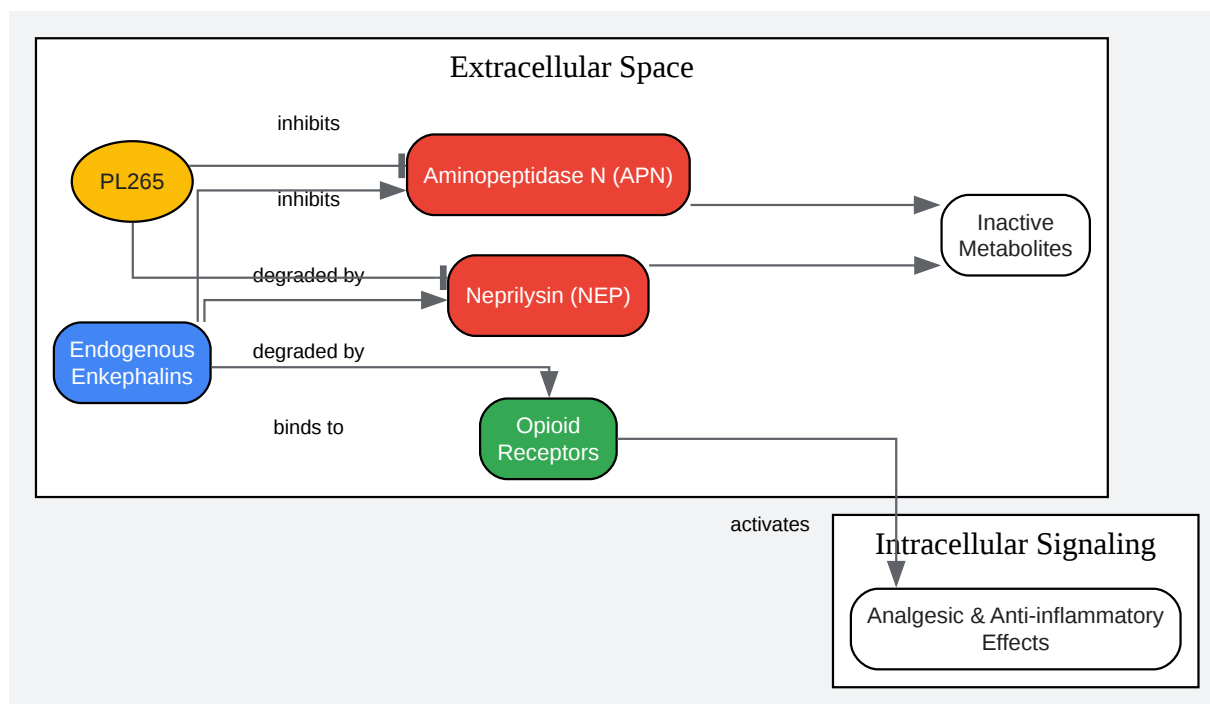 Extracellular Space
inhibits
PL265
Aminopeptidase N (APN)
inhibits
Inactive
Metabolites
degraded by
Neprilysin (NEP)
Endogenous
Enkephalins
degraded by
binds to
Opioid
Receptors
activates
Intracellular Signaling
Analgesic & Anti-inflammatory
Effects